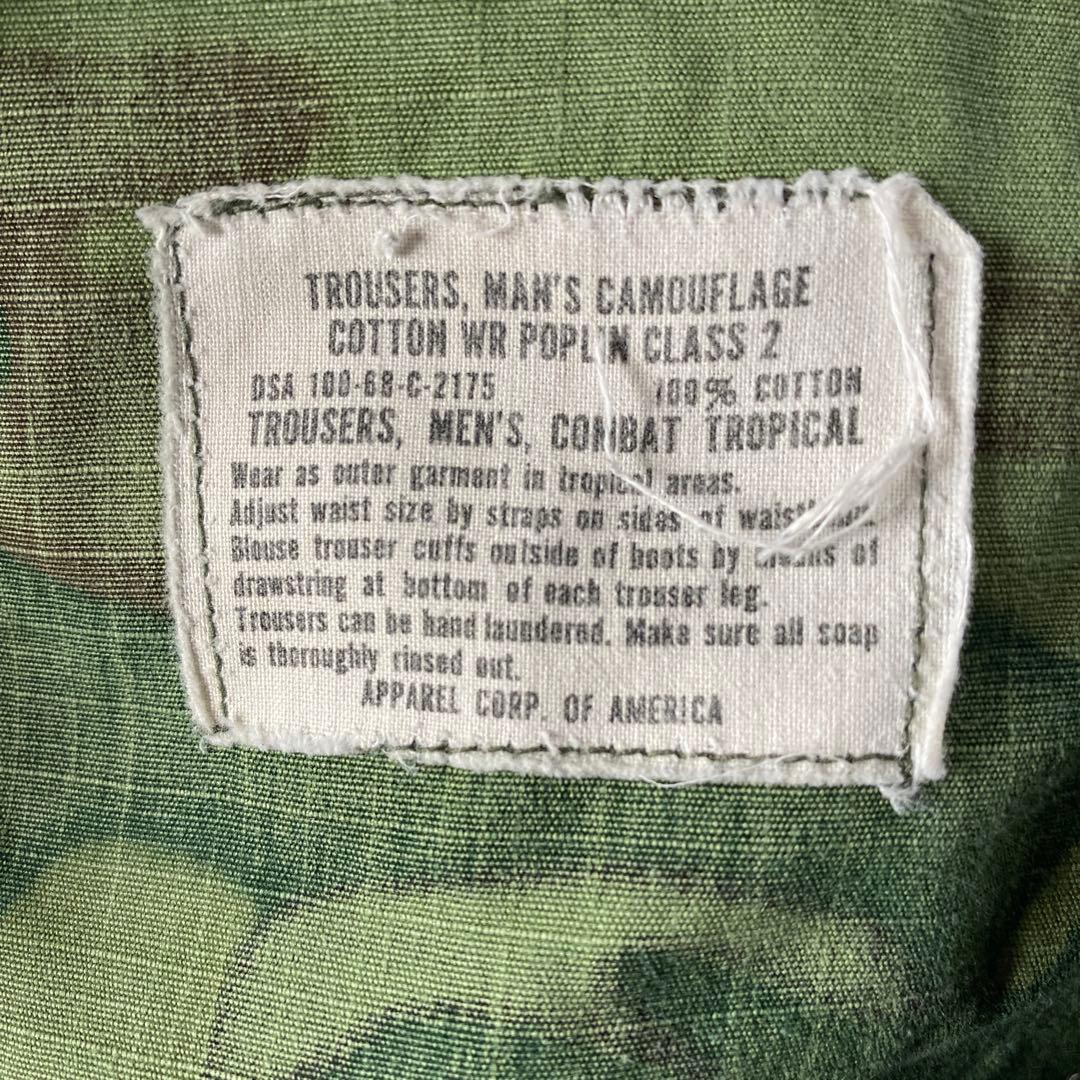 TROUSERS, MAN'S CAMOUFLAGE
COTTON WR POPLIN CLASS 2
DSA 100-68-C-2175 100% COTTON
TROUSERS, MEN'S, COMBAT TROPICAL
Wear as outer garment in tropical areas.
Adjust waist size by straps on sides of
Blouse trouser cuffs outside of boots by means of
drawstring at bottom of each trouser leg.
Trousers can be hand laundered. Make sure all soap
is thoroughly rinsed out.
APPAREL CORP. OF AMERICA